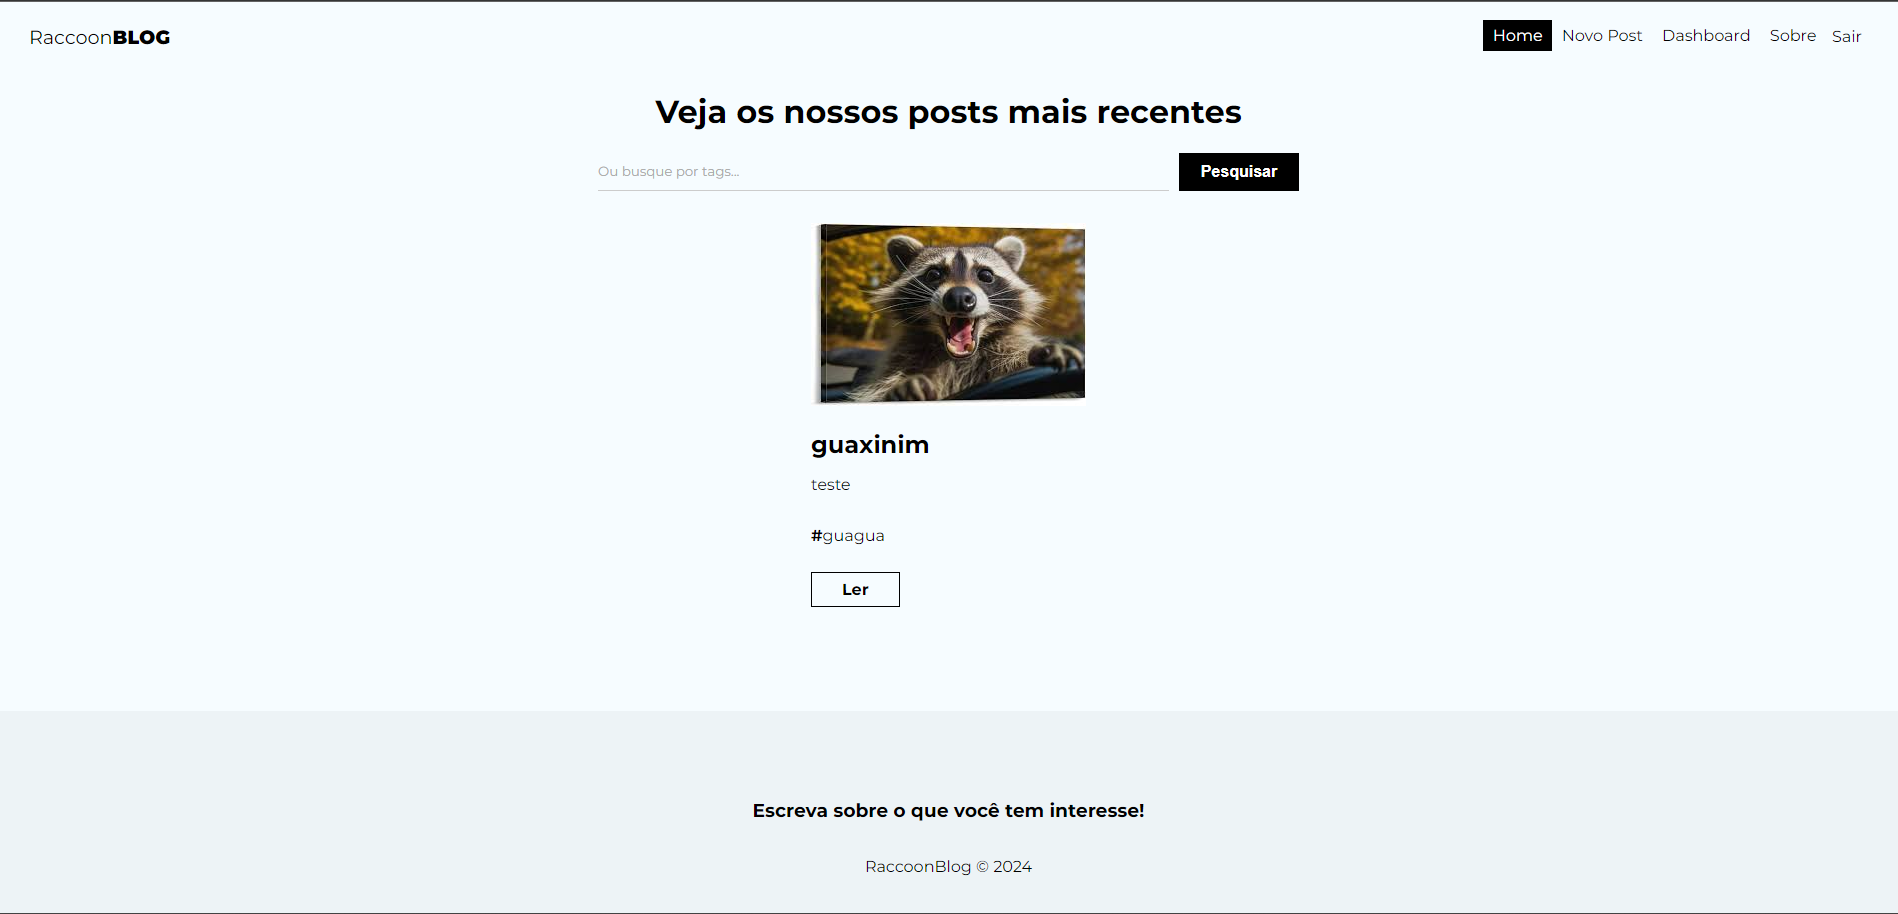 RaccoonBLOG
Home Novo Post Dashboard Sobre Sair
Veja os nossos posts mais recentes
Ou busque por tags... Pesquisar
guaxinim
teste
#guagua
Ler
Escreva sobre o que você tem interesse!
RaccoonBlog © 2024